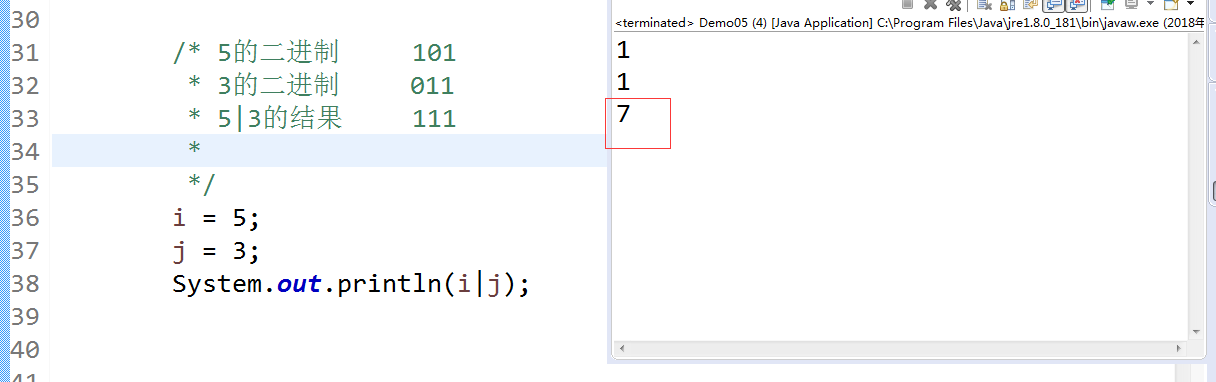 30
31 /* 5的二进制 101
32 * 3的二进制 011
33 * 5|3的结果 111
34 *
35 */
36 i = 5;
37 j = 3;
38 System.out.println(i|j);
39
40
41
<terminated> Demo05 (4) [Java Application] C:\Program Files\Java\jre1.8.0_181\bin\javaw.exe (2018年
1
1
7